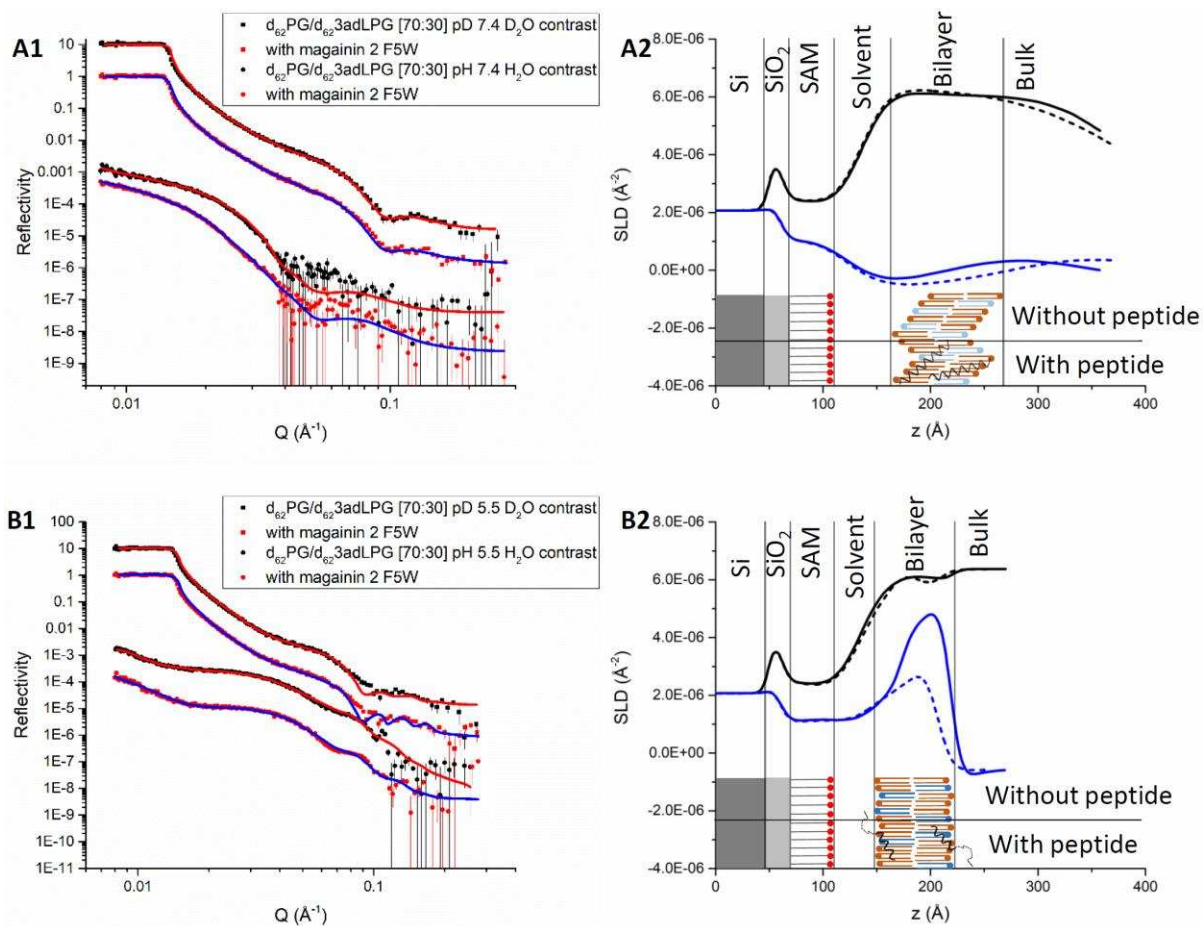 A1
d₆₂PG/d₆₂3adLPG [70:30] pD 7.4 D₂O contrast
with magainin 2 F5W
d₆₂PG/d₆₂3adLPG [70:30] pH 7.4 H₂O contrast
with magainin 2 F5W
10
1
0.1
0.01
0.001
1E-4
1E-5
1E-6
1E-7
1E-8
1E-9
Reflectivity
0.01
0.1
Q (Å⁻¹)
A2
Si
SiO₂
SAM
Solvent
Bilayer
Bulk
8.0E-06
6.0E-06
4.0E-06
2.0E-06
0.0E+00
-2.0E-06
-4.0E-06
SLD (Å⁻²)
Without peptide
With peptide
0
100
200
300
400
z (Å)
B1
d₆₂PG/d₆₂3adLPG [70:30] pD 5.5 D₂O contrast
with magainin 2 F5W
d₆₂PG/d₆₂3adLPG [70:30] pH 5.5 H₂O contrast
with magainin 2 F5W
100
10
1
0.1
0.01
1E-3
1E-4
1E-5
1E-6
1E-7
1E-8
1E-9
1E-10
1E-11
Reflectivity
0.01
0.1
Q (Å⁻¹)
B2
Si
SiO₂
SAM
Solvent
Bilayer
Bulk
8.0E-06
6.0E-06
4.0E-06
2.0E-06
0.0E+00
-2.0E-06
-4.0E-06
SLD (Å⁻²)
Without peptide
With peptide
0
100
200
300
400
z (Å)